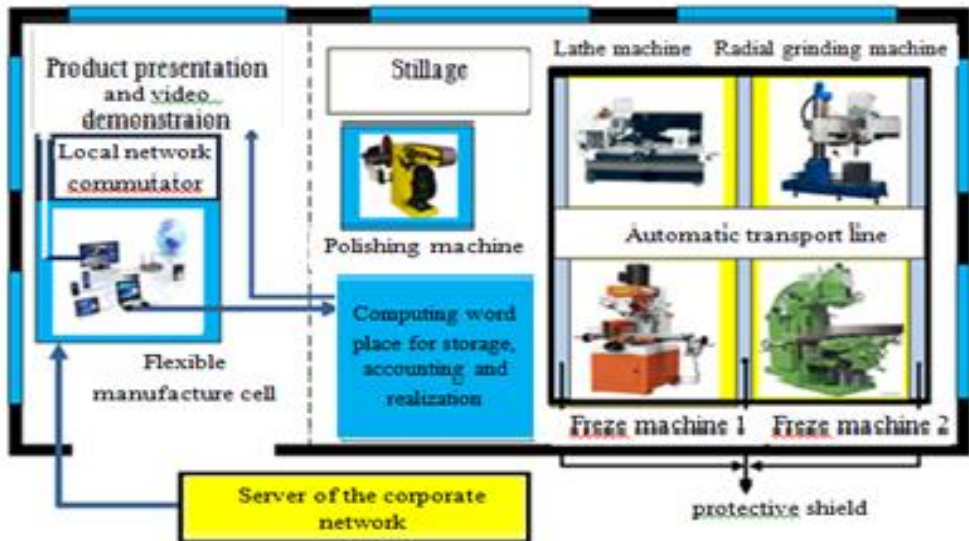 Product presentation
and video
demonstraion
Local network
commutator
Flexible
manufacture cell
Stillage
Polishing machine
Computing word
place for storage,
accounting and
realization
Lathe machine
Radial grinding machine
Automatic transport line
Freze machine 1
Freze machine 2
protective shield
Server of the corporate
network